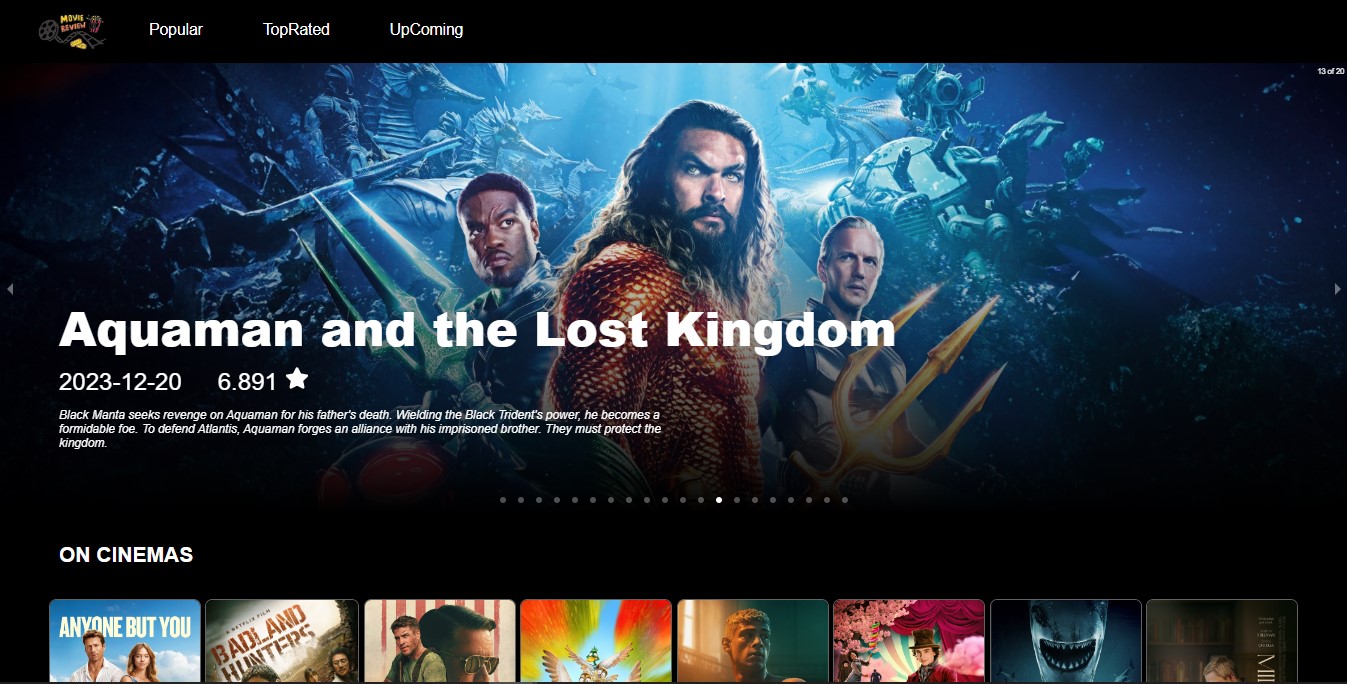 MOVIE
REVIEW
Popular
TopRated
UpComing
13 of 20
Aquaman and the Lost Kingdom
2023-12-20
6.891
Black Manta seeks revenge on Aquaman for his father's death. Wielding the Black Trident's power, he becomes a
formidable foe. To defend Atlantis, Aquaman forges an alliance with his imprisoned brother. They must protect the
kingdom.
ON CINEMAS
ANYONE BUT YOU
A NETFLIX FILM
BADLAND
HUNTERS